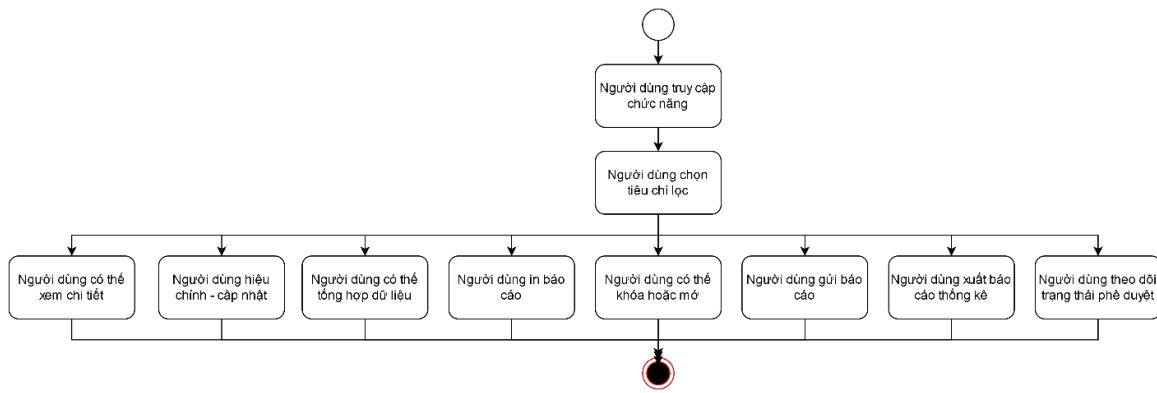 Người dùng truy cập
chức năng
Người dùng chọn
tiêu chí lọc
Người dùng có thể
xem chi tiết
Người dùng hiệu
chỉnh - cập nhật
Người dùng có thể
tổng hợp dữ liệu
Người dùng in báo
cáo
Người dùng có thể
khóa hoặc mở
Người dùng gửi báo
cáo
Người dùng xuất báo
cáo thống kê
Người dùng theo dõi
trạng thái phê duyệt